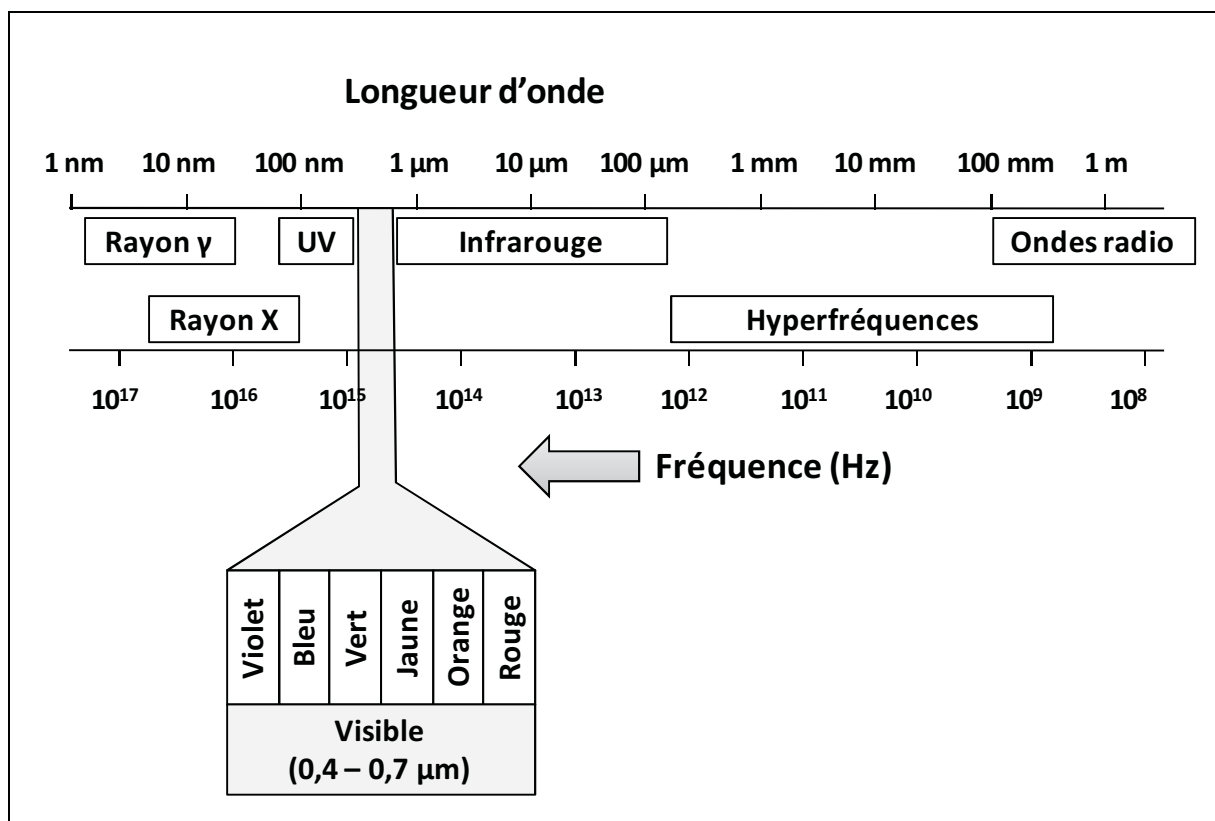 Longueur d'onde
1 nm 10 nm 100 nm 1 µm 10 µm 100 µm 1 mm 10 mm 100 mm 1 m
Rayon γ UV Infrarouge Ondes radio
Rayon X Hyperfréquences
10¹⁷ 10¹⁶ 10¹⁵ 10¹⁴ 10¹³ 10¹² 10¹¹ 10¹⁰ 10⁹ 10⁸
Fréquence (Hz)
Violet Bleu Vert Jaune Orange Rouge
Visible
(0,4 – 0,7 µm)